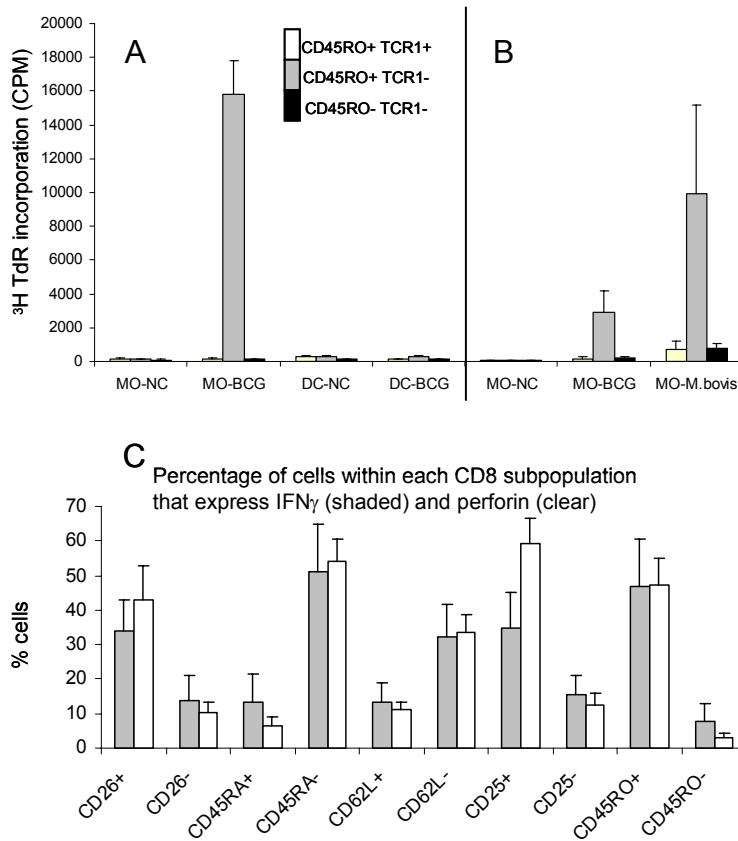 A
B
CD45RO+ TCR1+
CD45RO+ TCR1-
CD45RO- TCR1-
³H TdR incorporation (CPM)
20000
18000
16000
14000
12000
10000
8000
6000
4000
2000
0
MO-NC MO-BCG DC-NC DC-BCG MO-NC MO-BCG MO-M.bovis
C
Percentage of cells within each CD8 subpopulation
that express IFNγ (shaded) and perforin (clear)
% cells
70
60
50
40
30
20
10
0
CD26+ CD26- CD45RA+ CD45RA- CD62L+ CD62L- CD25+ CD25- CD45RO+ CD45RO-